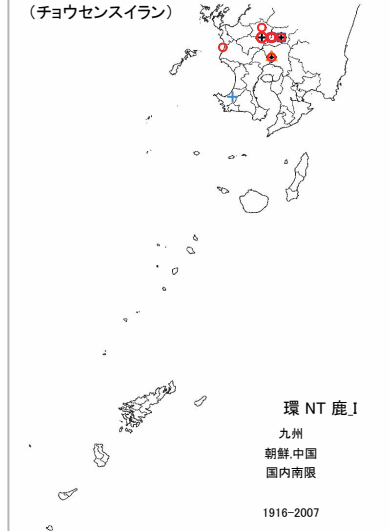 (チョウセンスイラン)
環 NT 鹿_I
九州
朝鮮,中国
国内南限
1916-2007